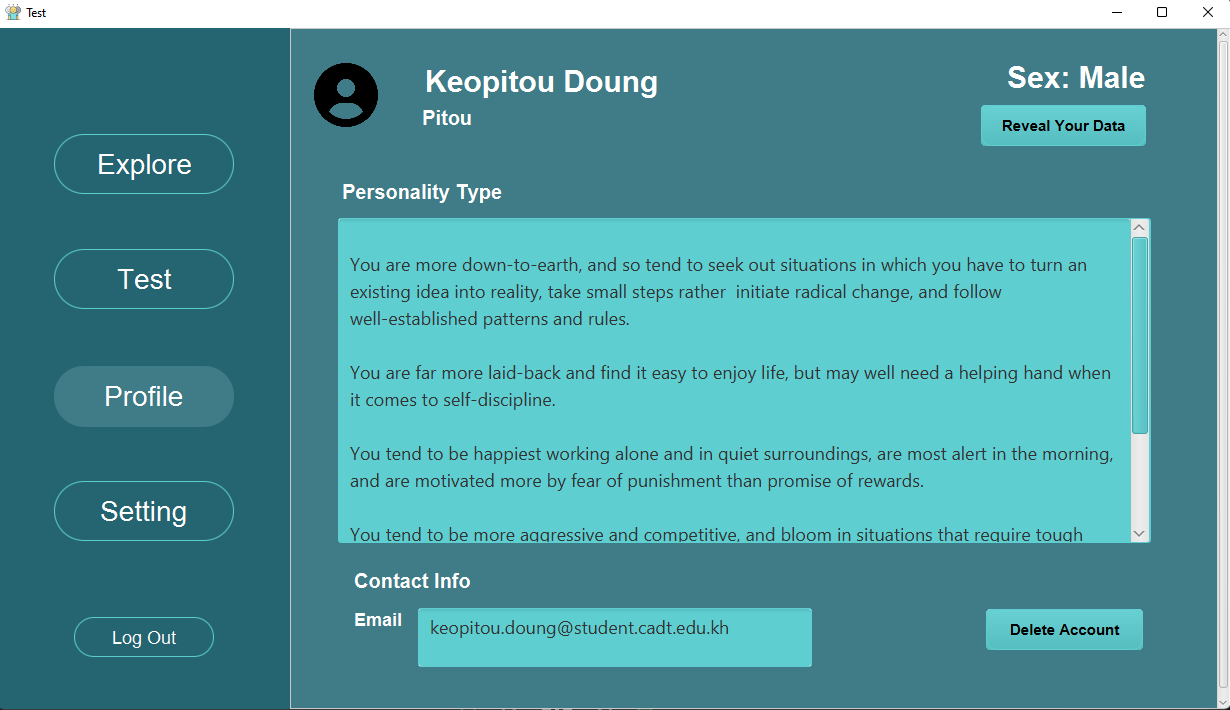 Test
Explore
Test
Profile
Setting
Log Out
Keopitou Doung
Pitou
Sex: Male
Reveal Your Data
Personality Type
You are more down-to-earth, and so tend to seek out situations in which you have to turn an
existing idea into reality, take small steps rather  initiate radical change, and follow
well-established patterns and rules.
You are far more laid-back and find it easy to enjoy life, but may well need a helping hand when
it comes to self-discipline.
You tend to be happiest working alone and in quiet surroundings, are most alert in the morning,
and are motivated more by fear of punishment than promise of rewards.
You tend to be more aggressive and competitive, and bloom in situations that require tough
Contact Info
Email
keopitou.doung@student.cadt.edu.kh
Delete Account